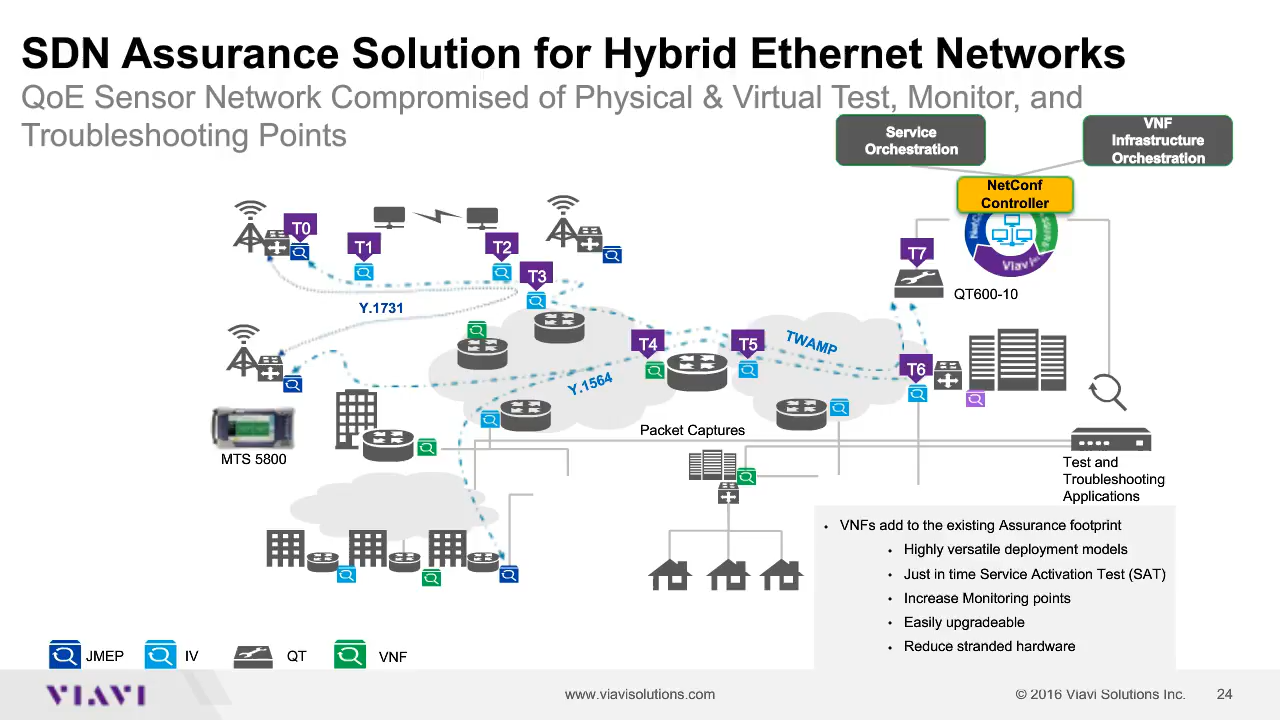 SDN Assurance Solution for Hybrid Ethernet Networks
QoE Sensor Network Compromised of Physical & Virtual Test, Monitor, and
Troubleshooting Points
Service
Orchestration
VNF
Infrastructure
Orchestration
NetConf
Controller
Viavi
T0
T1
T2
T3
T7
QT600-10
Y.1731
T4
T5
TWAMP
T6
Y.1564
MTS 5800
Packet Captures
Test and
Troubleshooting
Applications
• VNFs add to the existing Assurance footprint
• Highly versatile deployment models
• Just in time Service Activation Test (SAT)
• Increase Monitoring points
• Easily upgradeable
• Reduce stranded hardware
JMEP
IV
QT
VNF
VIAVI
www.viavisolutions.com
© 2016 Viavi Solutions Inc.
24